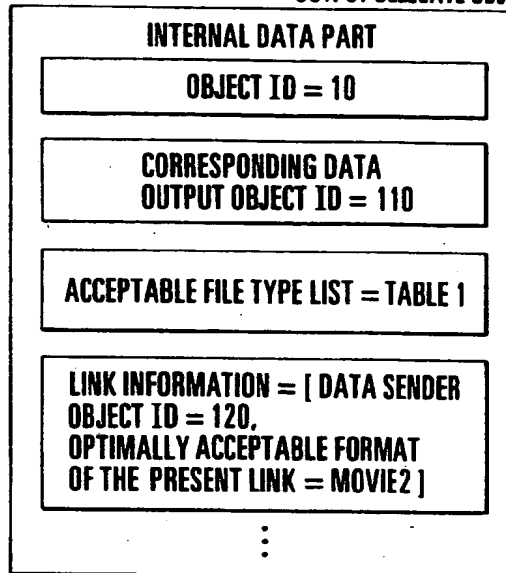 INTERNAL DATA PART
OBJECT ID = 10
CORRESPONDING DATA
OUTPUT OBJECT ID = 110
ACCEPTABLE FILE TYPE LIST = TABLE 1
LINK INFORMATION = [ DATA SENDER
OBJECT ID = 120,
OPTIMALLY ACCEPTABLE FORMAT
OF THE PRESENT LINK = MOVIE2 ]